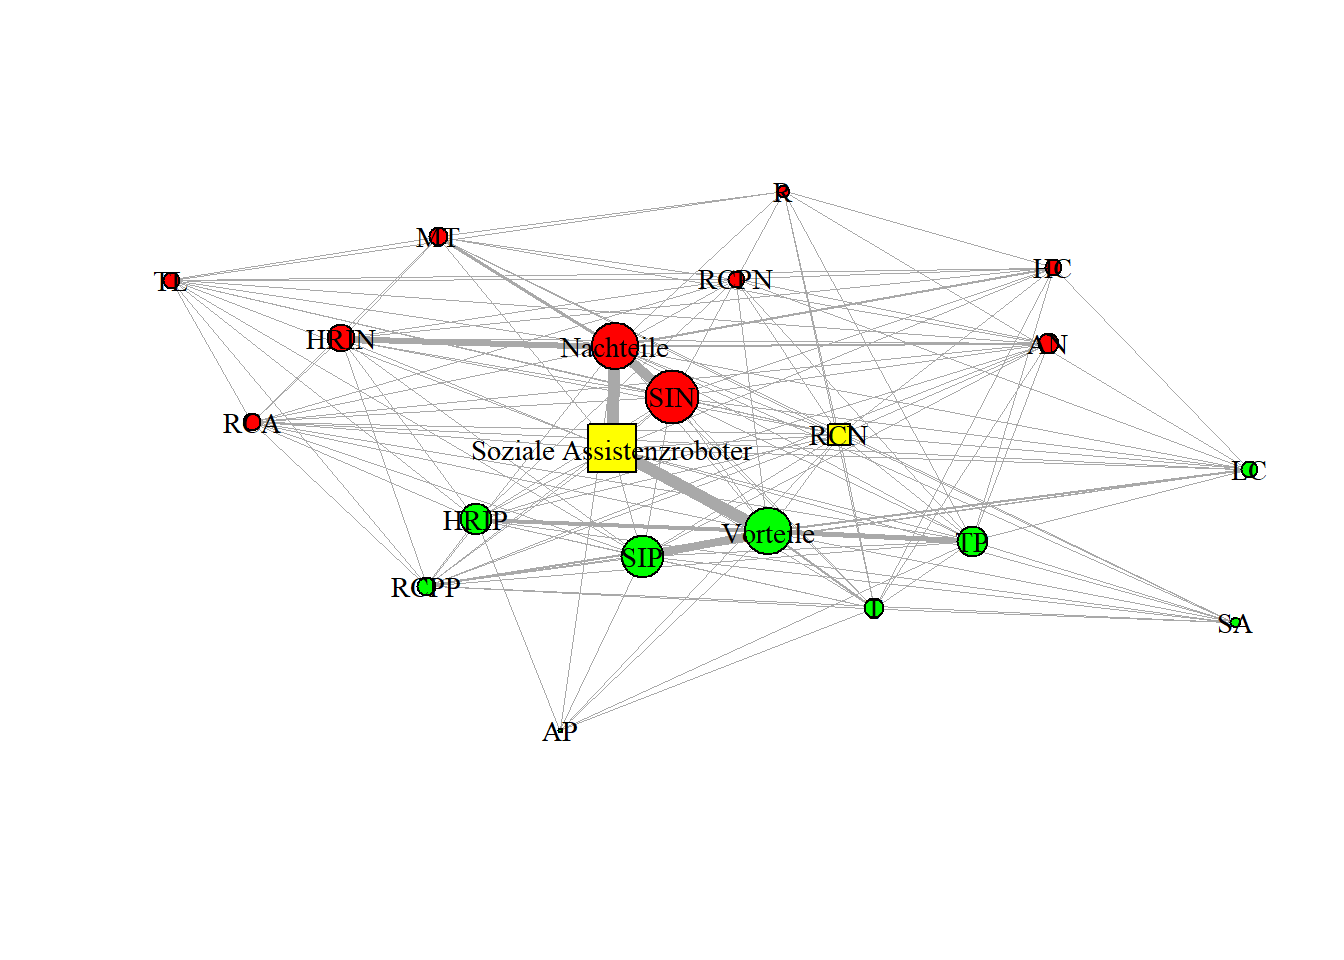 R
MT
HC
TL
RCPN
HRIN
Nachteile
AN
SIN
RCA
RCN
Soziale Assistenzroboter
LC
HRIP
Vorteile
TP
SIP
RCPP
I
SA
AP